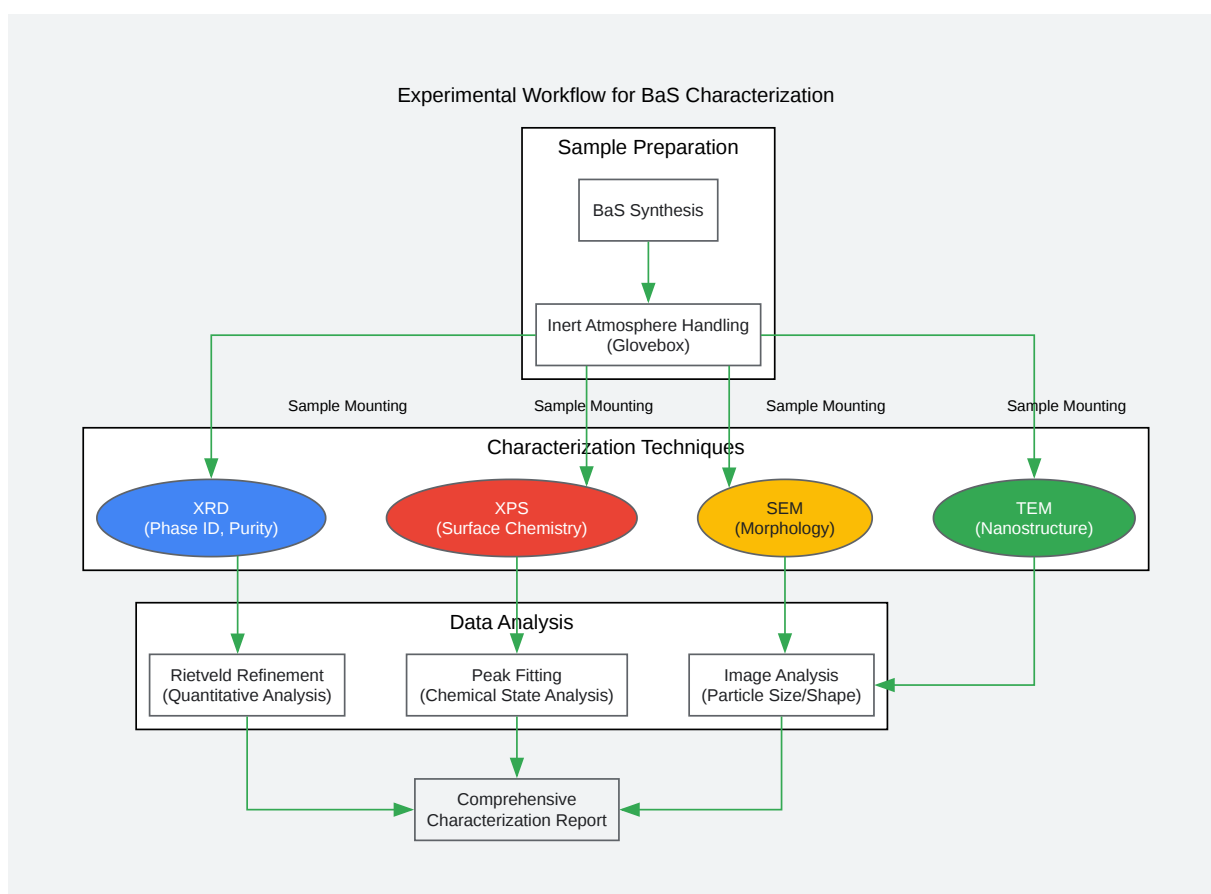 Experimental Workflow for BaS Characterization
Sample Preparation
BaS Synthesis
Inert Atmosphere Handling
(Glovebox)
Sample Mounting
Sample Mounting
Sample Mounting
Sample Mounting
Characterization Techniques
XRD
(Phase ID, Purity)
XPS
(Surface Chemistry)
SEM
(Morphology)
TEM
(Nanostructure)
Data Analysis
Rietveld Refinement
(Quantitative Analysis)
Peak Fitting
(Chemical State Analysis)
Image Analysis
(Particle Size/Shape)
Comprehensive
Characterization Report